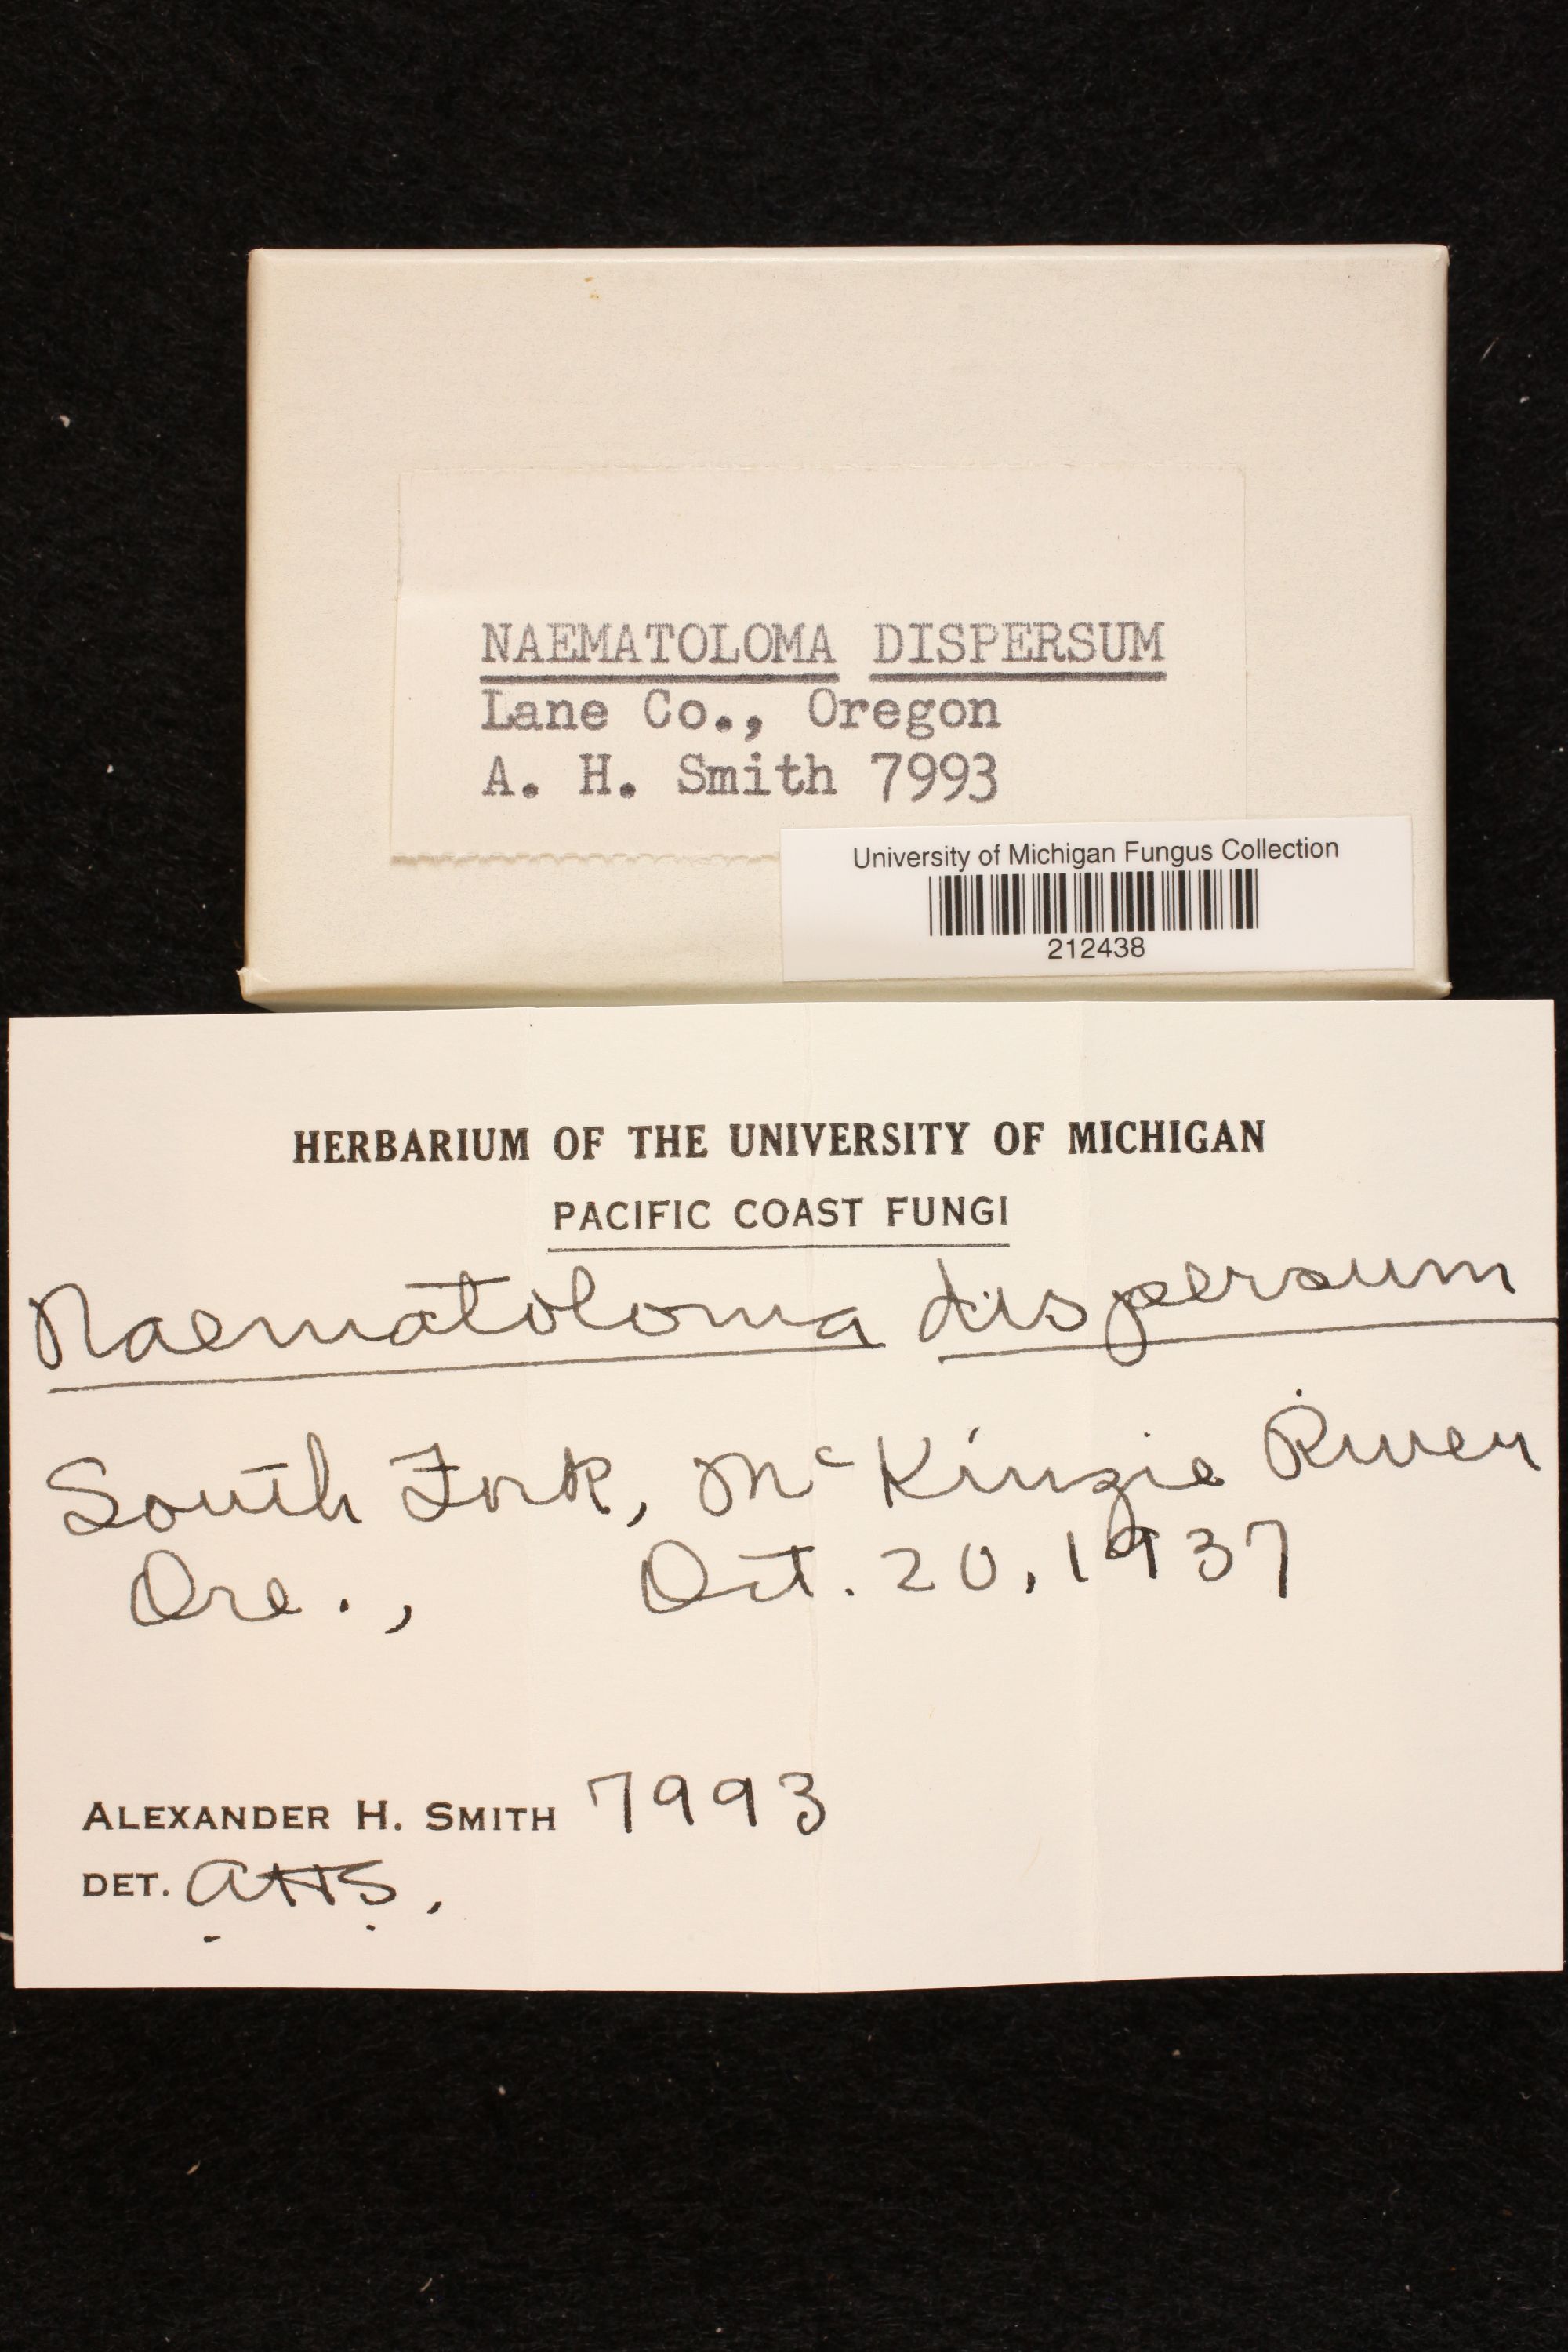 NAEMATOLOMA DISPERSUM
Lane Co., Oregon
A. H. Smith 7993
University of Michigan Fungus Collection
212438
HERBARIUM OF THE UNIVERSITY OF MICHIGAN
PACIFIC COAST FUNGI
Naematoloma dispersum
South Fork, McKinzie River
Ore., Oct. 20, 1937
ALEXANDER H. SMITH 7993
DET. AHS.